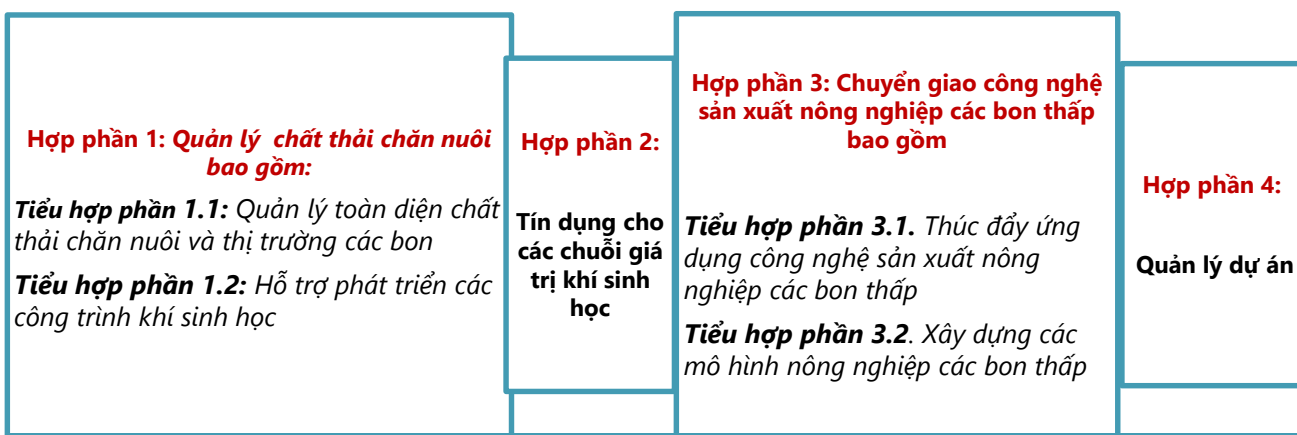 Hợp phần 1: Quản lý chất thải chăn nuôi
bao gồm:
Tiểu hợp phần 1.1: Quản lý toàn diện chất
thải chăn nuôi và thị trường các bon
Tiểu hợp phần 1.2: Hỗ trợ phát triển các
công trình khí sinh học
Hợp phần 2:
Tín dụng cho
các chuỗi giá
trị khí sinh
học
Hợp phần 3: Chuyển giao công nghệ
sản xuất nông nghiệp các bon thấp
bao gồm
Tiểu hợp phần 3.1. Thúc đẩy ứng
dụng công nghệ sản xuất nông
nghiệp các bon thấp
Tiểu hợp phần 3.2. Xây dựng các
mô hình nông nghiệp các bon thấp
Hợp phần 4:
Quản lý dự án